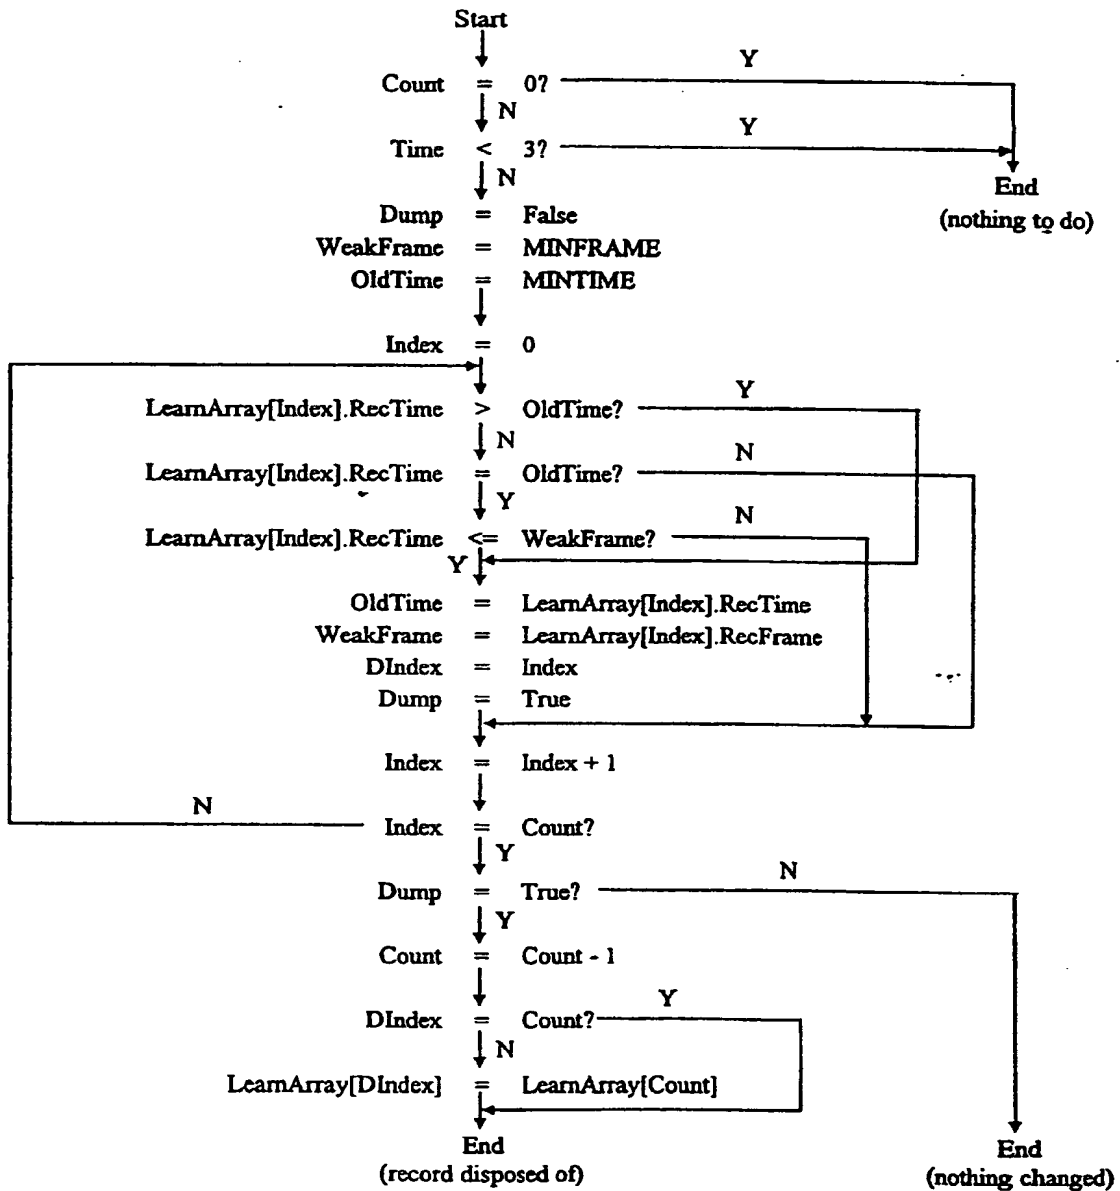 Start
Y
Count = 0?
N
Y
Time < 3?
N
End
(nothing to do)
Dump = False
WeakFrame = MINFRAME
OldTime = MINTIME
Index = 0
Y
LearnArray[Index].RecTime > OldTime?
N
N
LearnArray[Index].RecTime = OldTime?
Y
N
LearnArray[Index].RecTime <= WeakFrame?
Y
OldTime = LearnArray[Index].RecTime
WeakFrame = LearnArray[Index].RecFrame
DIndex = Index
Dump = True
Index = Index + 1
N
Index = Count?
Y
N
Dump = True?
Y
Count = Count - 1
Y
DIndex = Count?
N
LearnArray[DIndex] = LearnArray[Count]
End
(record disposed of)
End
(nothing changed)